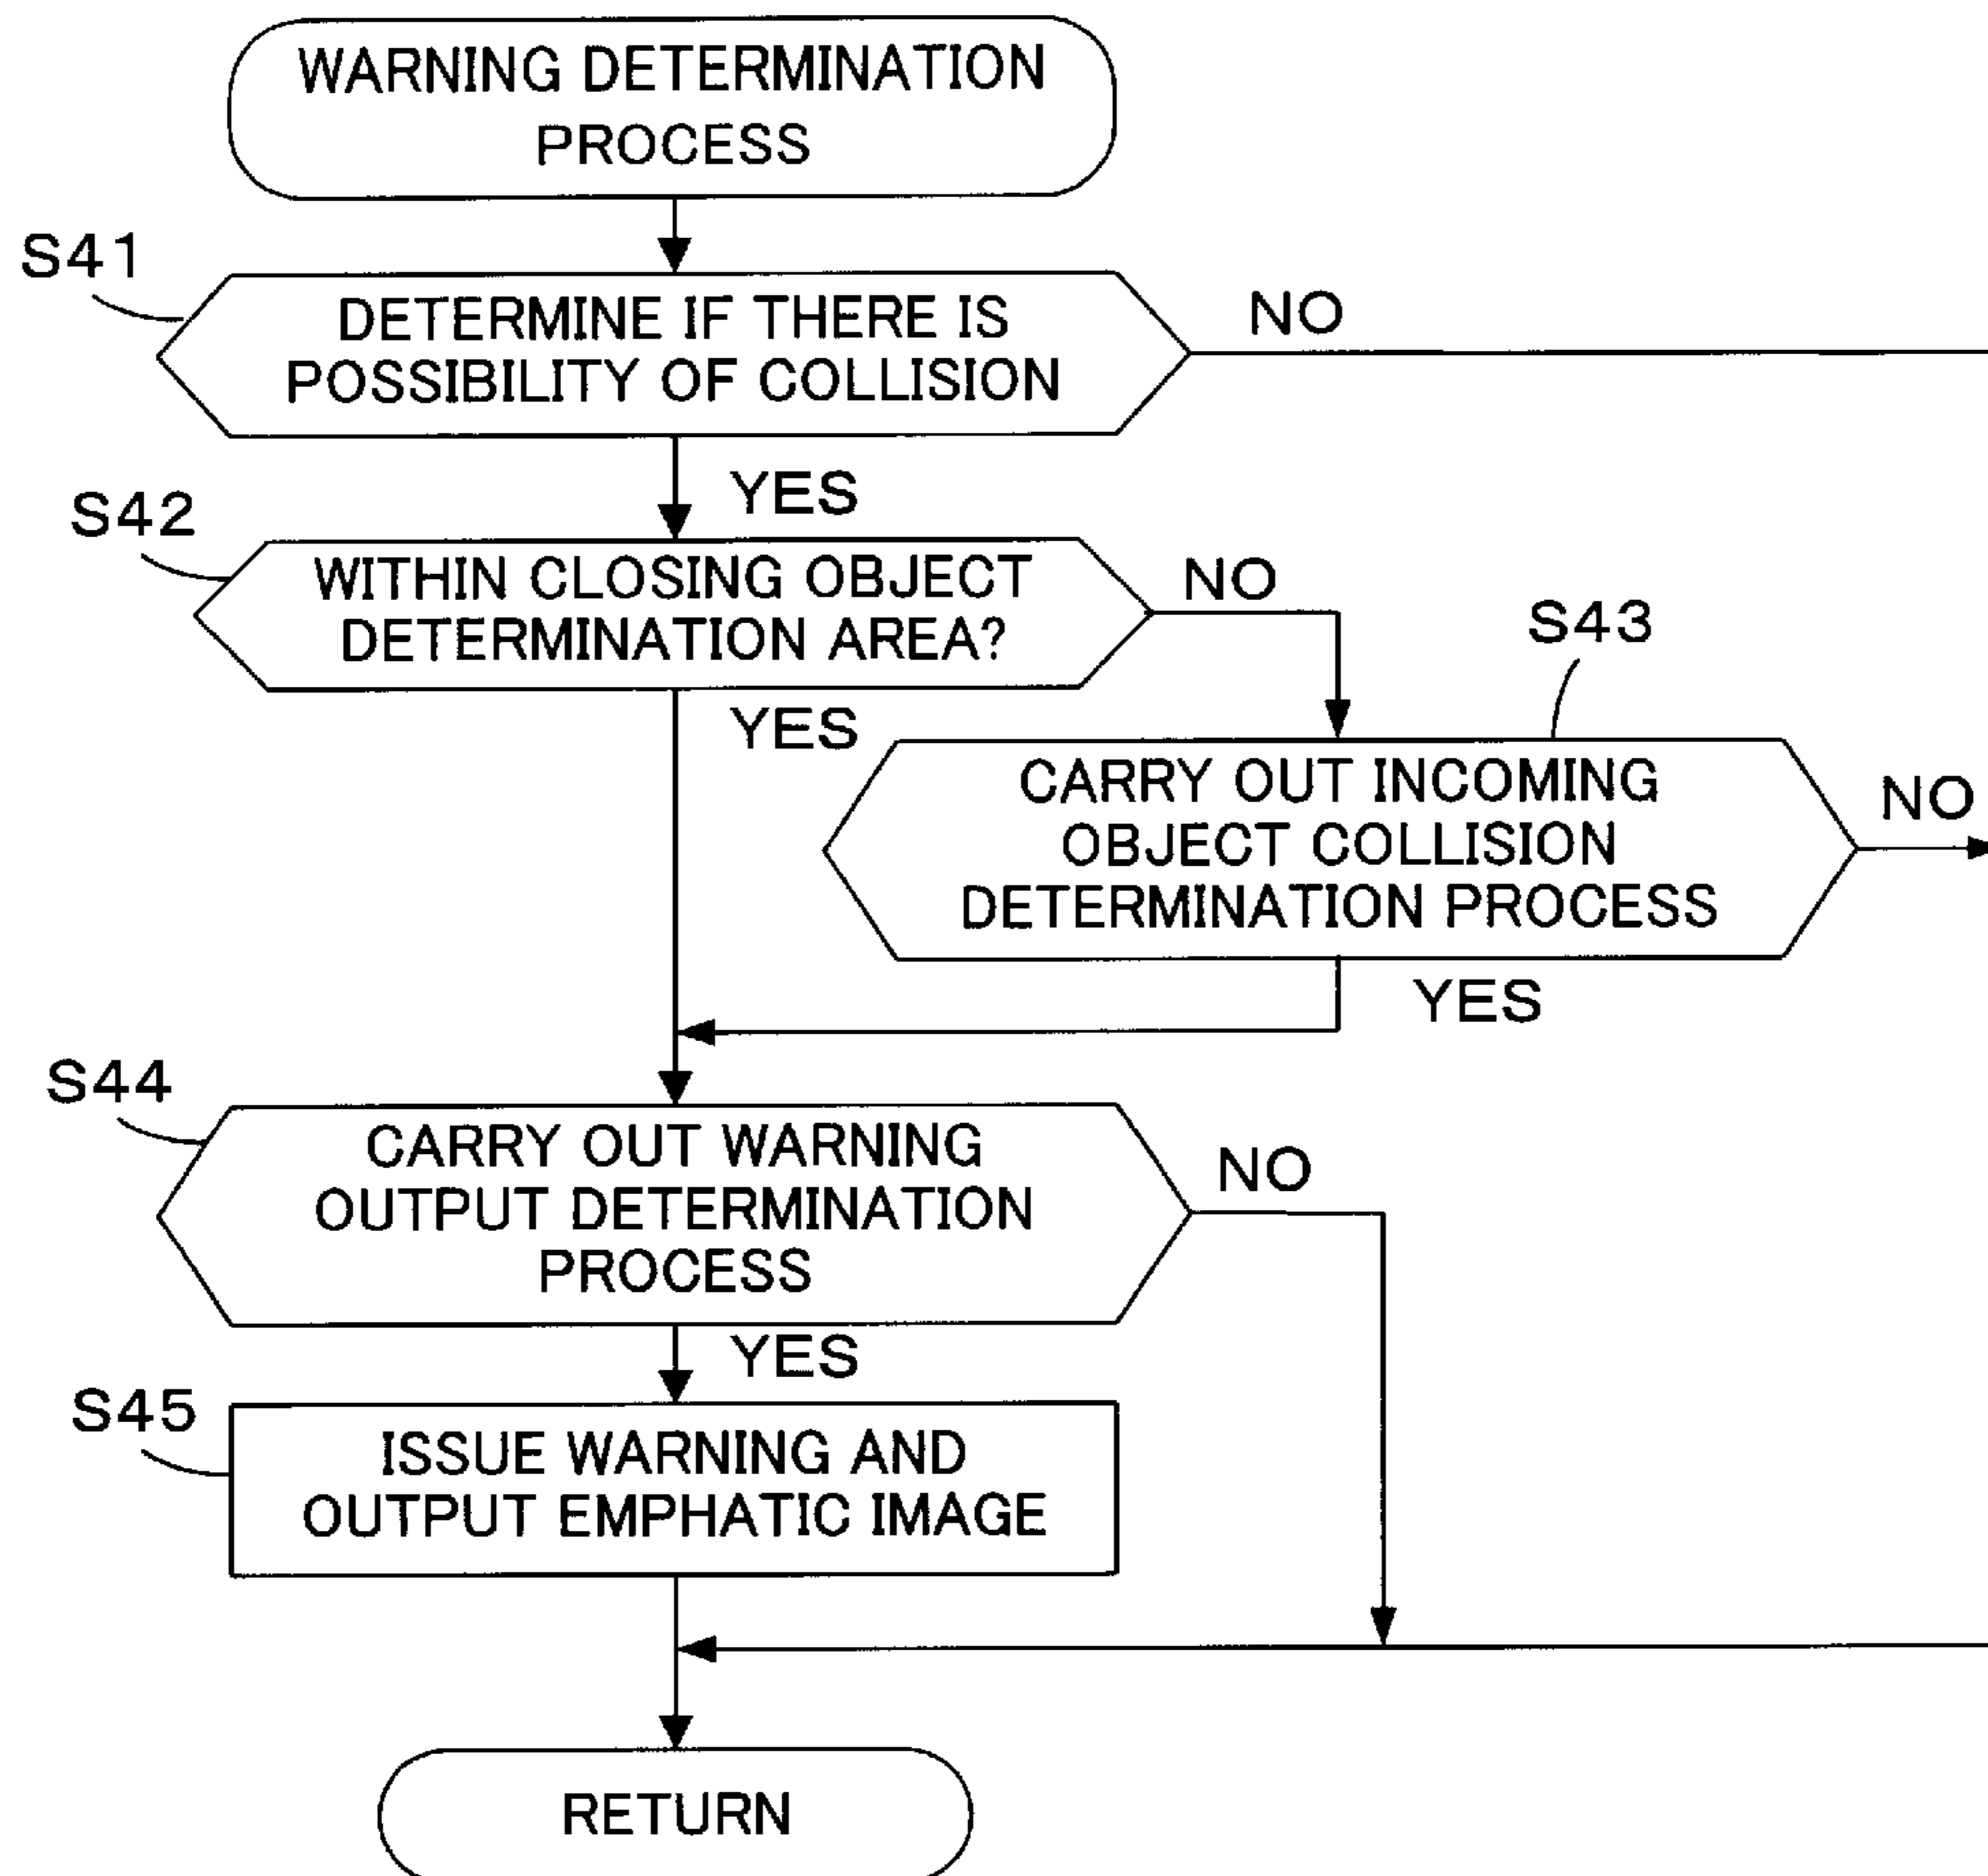 WARNING DETERMINATION
PROCESS
S41
DETERMINE IF THERE IS
POSSIBILITY OF COLLISION
NO
YES
S42
WITHIN CLOSING OBJECT
DETERMINATION AREA?
NO
YES
S43
CARRY OUT INCOMING
OBJECT COLLISION
DETERMINATION PROCESS
NO
YES
S44
CARRY OUT WARNING
OUTPUT DETERMINATION
PROCESS
NO
YES
S45
ISSUE WARNING AND
OUTPUT EMPHATIC IMAGE
RETURN